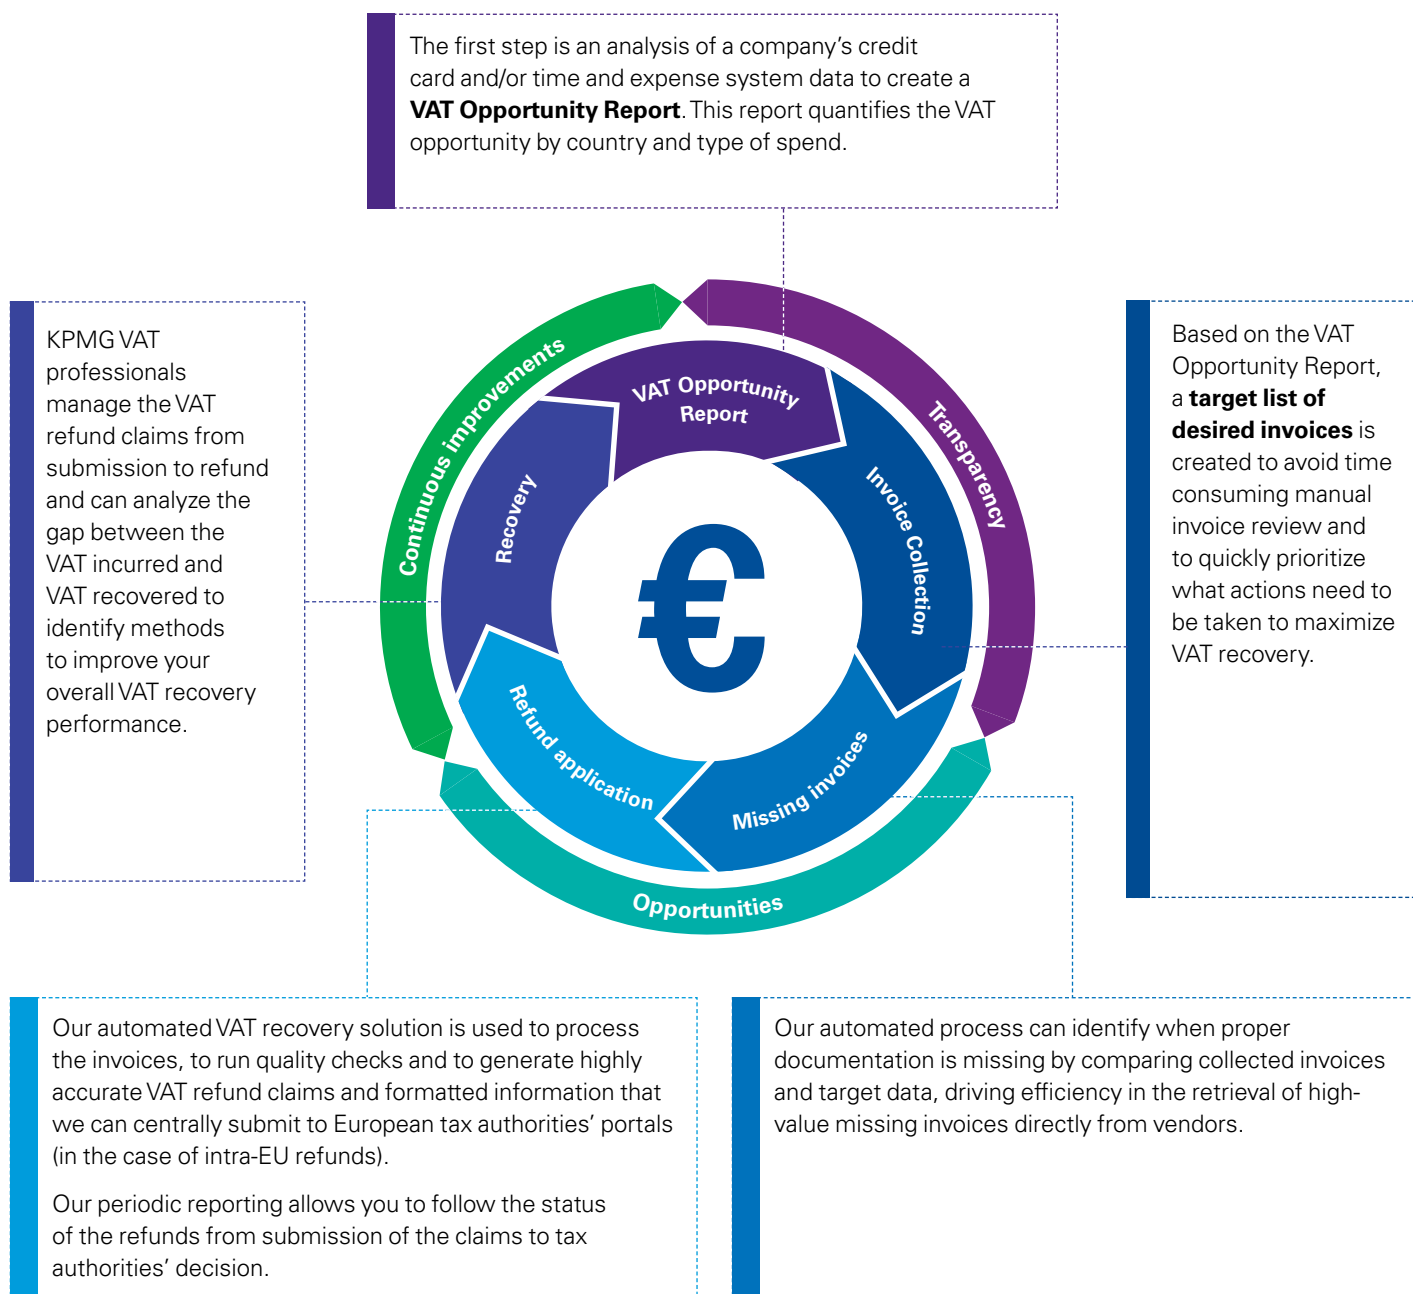 The first step is an analysis of a company’s credit
card and/or time and expense system data to create a
VAT Opportunity Report. This report quantifies the VAT
opportunity by country and type of spend.
KPMG VAT
professionals
manage the VAT
refund claims from
submission to refund
and can analyze the
gap between the
VAT incurred and
VAT recovered to
identify methods
to improve your
overall VAT recovery
performance.
Continuous improvements
Transparency
Opportunities
VAT Opportunity
Report
Invoice Collection
Missing invoices
Refund application
Recovery
€
Based on the VAT
Opportunity Report,
a target list of
desired invoices is
created to avoid time
consuming manual
invoice review and
to quickly prioritize
what actions need to
be taken to maximize
VAT recovery.
Our automated VAT recovery solution is used to process
the invoices, to run quality checks and to generate highly
accurate VAT refund claims and formatted information that
we can centrally submit to European tax authorities’ portals
(in the case of intra-EU refunds).
Our periodic reporting allows you to follow the status
of the refunds from submission of the claims to tax
authorities’ decision.
Our automated process can identify when proper
documentation is missing by comparing collected invoices
and target data, driving efficiency in the retrieval of high-
value missing invoices directly from vendors.